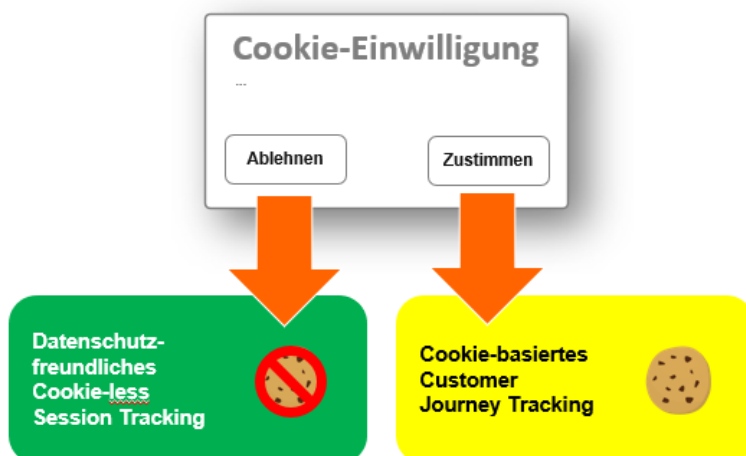 Cookie-Einwilligung
...
Ablehnen
Zustimmen
Datenschutz-
freundliches
Cookie-less
Session Tracking
Cookie-basiertes
Customer
Journey Tracking